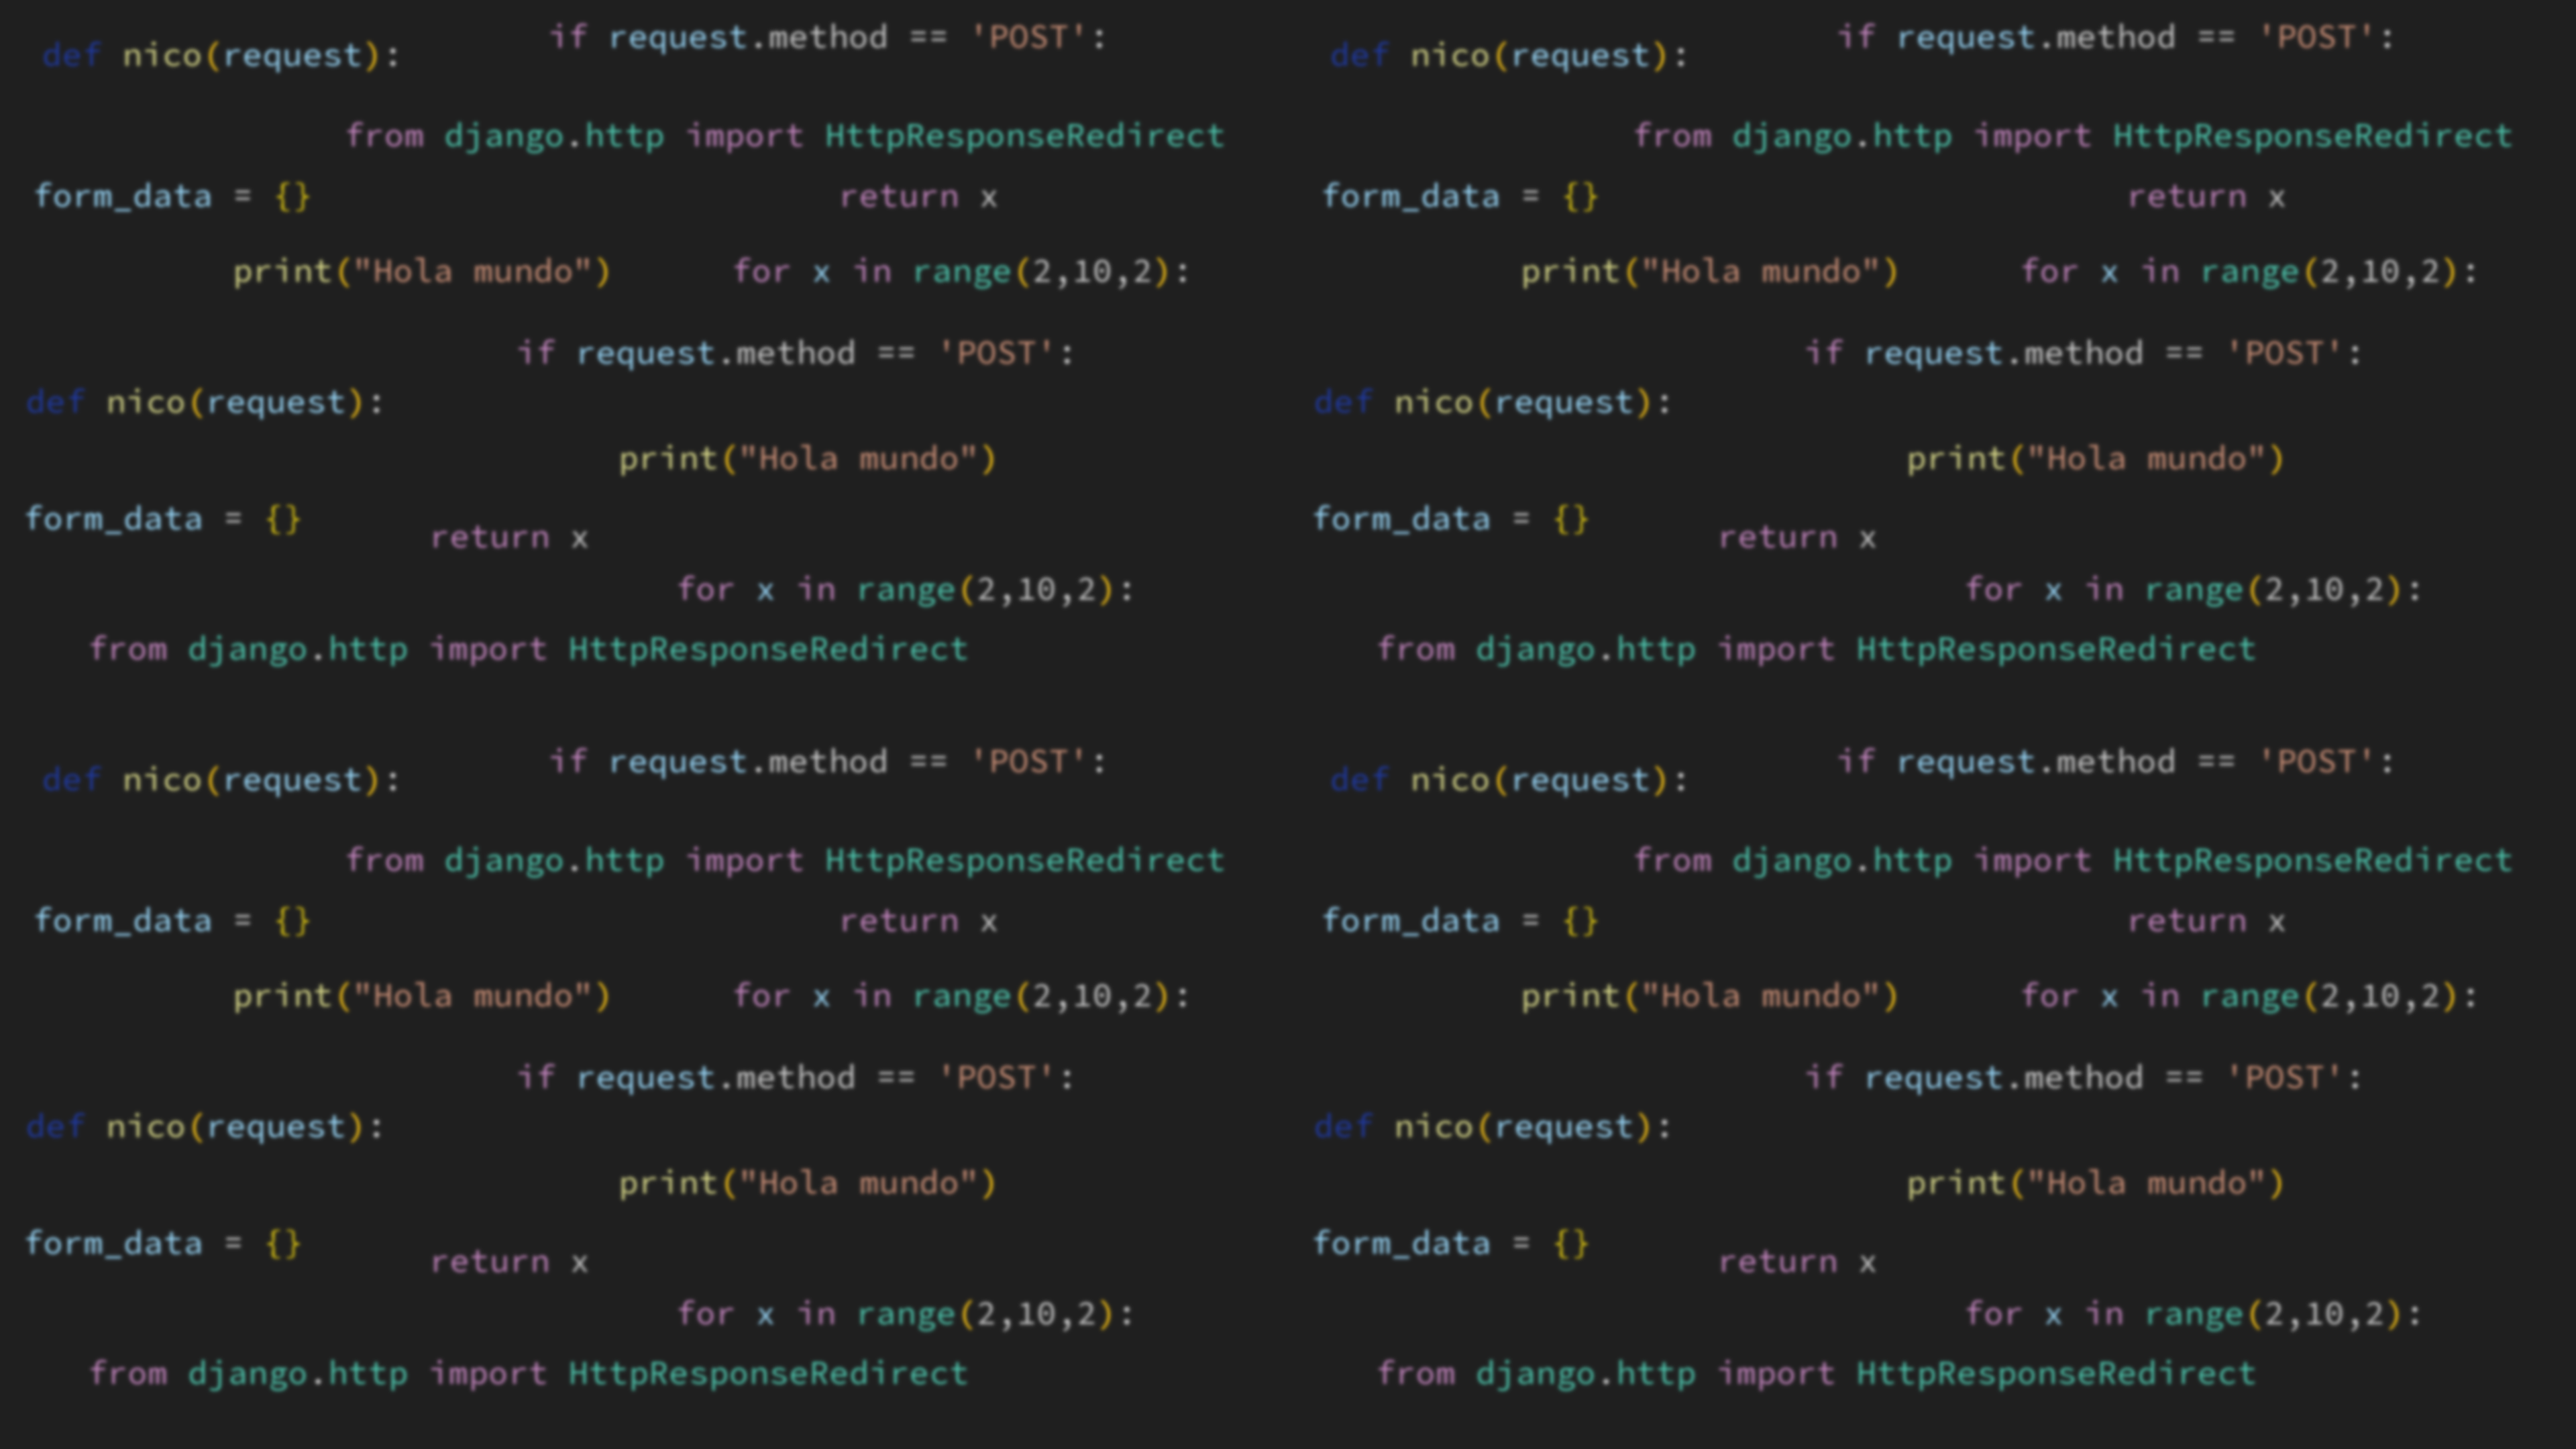 def nico(request):
if request.method == 'POST':
def nico(request):
if request.method == 'POST':
from django.http import HttpResponseRedirect
from django.http import HttpResponseRedirect
form_data = {}
return x
form_data = {}
return x
print("Hola mundo")
for x in range(2,10,2):
print("Hola mundo")
for x in range(2,10,2):
if request.method == 'POST':
if request.method == 'POST':
def nico(request):
def nico(request):
print("Hola mundo")
print("Hola mundo")
form_data = {}
return x
form_data = {}
return x
for x in range(2,10,2):
for x in range(2,10,2):
from django.http import HttpResponseRedirect
from django.http import HttpResponseRedirect
def nico(request):
if request.method == 'POST':
def nico(request):
if request.method == 'POST':
from django.http import HttpResponseRedirect
from django.http import HttpResponseRedirect
form_data = {}
return x
form_data = {}
return x
print("Hola mundo")
for x in range(2,10,2):
print("Hola mundo")
for x in range(2,10,2):
if request.method == 'POST':
if request.method == 'POST':
def nico(request):
def nico(request):
print("Hola mundo")
print("Hola mundo")
form_data = {}
return x
form_data = {}
return x
for x in range(2,10,2):
for x in range(2,10,2):
from django.http import HttpResponseRedirect
from django.http import HttpResponseRedirect